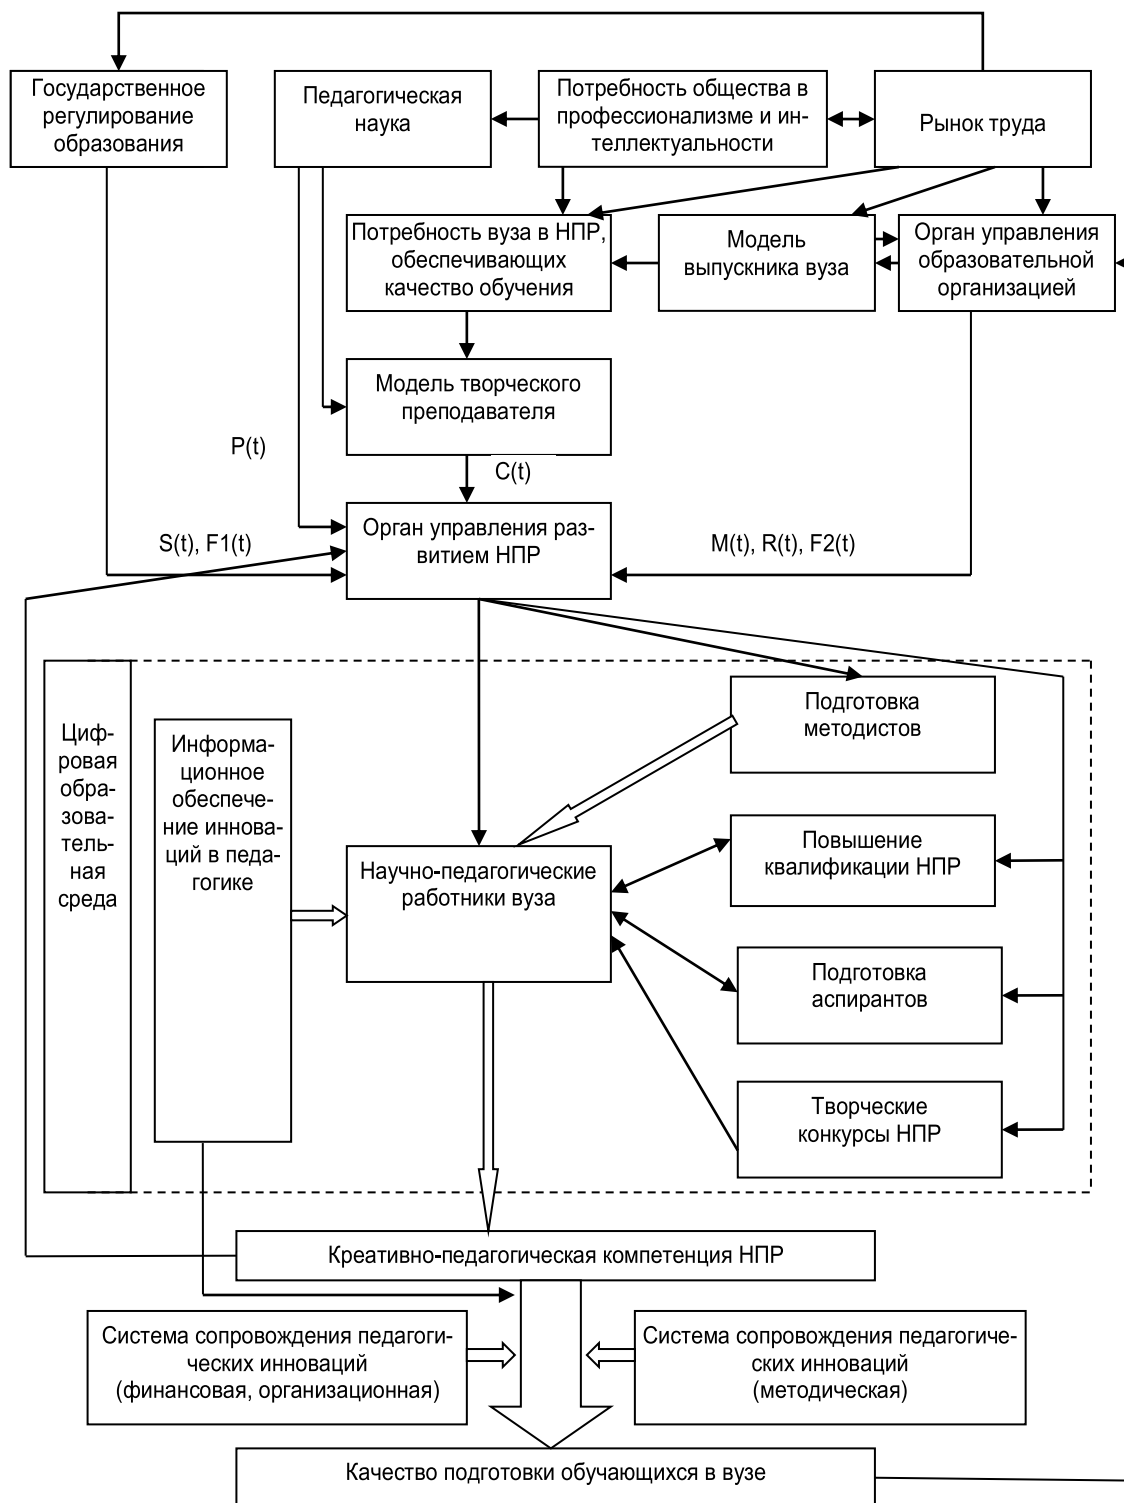 Государственное
регулирование
образования
Педагогическая
наука
Потребность общества в
профессионализме и ин-
теллектуальности
Рынок труда
Потребность вуза в НПР,
обеспечивающих
качество обучения
Модель
выпускника вуза
Орган управления
образовательной
организацией
Модель творческого
преподавателя
P(t)
C(t)
Орган управления раз-
витием НПР
S(t), F1(t)
M(t), R(t), F2(t)
Циф-
ровая
обра-
зова-
тель-
ная
среда
Информа-
ционное
обеспече-
ние иннова-
ций в педа-
гогике
Подготовка
методистов
Научно-педагогические
работники вуза
Повышение
квалификации НПР
Подготовка
аспирантов
Творческие
конкурсы НПР
Креативно-педагогическая компетенция НПР
Система сопровождения педагоги-
ческих инноваций
(финансовая, организационная)
Система сопровождения педагогиче-
ских инноваций
(методическая)
Качество подготовки обучающихся в вузе